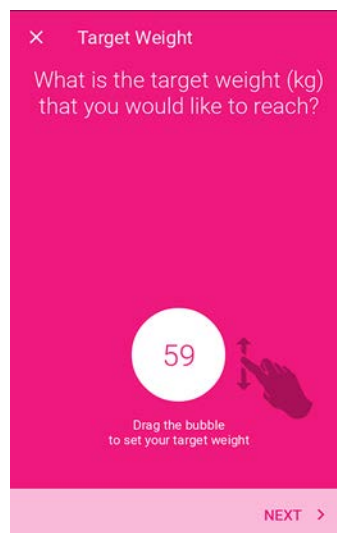 × Target Weight
What is the target weight (kg)
that you would like to reach?
59
Drag the bubble
to set your target weight
NEXT >